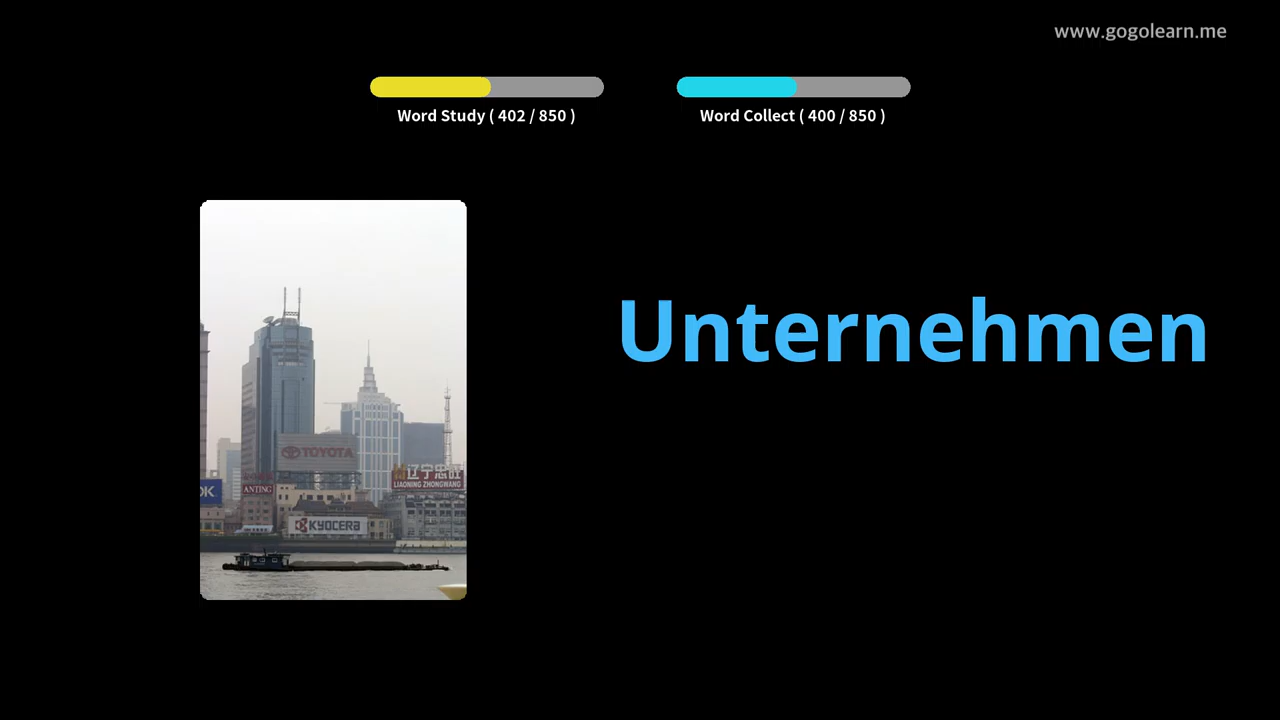 www.gogolearn.me
Word Study ( 402 / 850 )
Word Collect ( 400 / 850 )
Unternehmen
TOYOTA
辽宁忠旺
LIAONING ZHONGWANG
OK
ANTING
KYOCERA